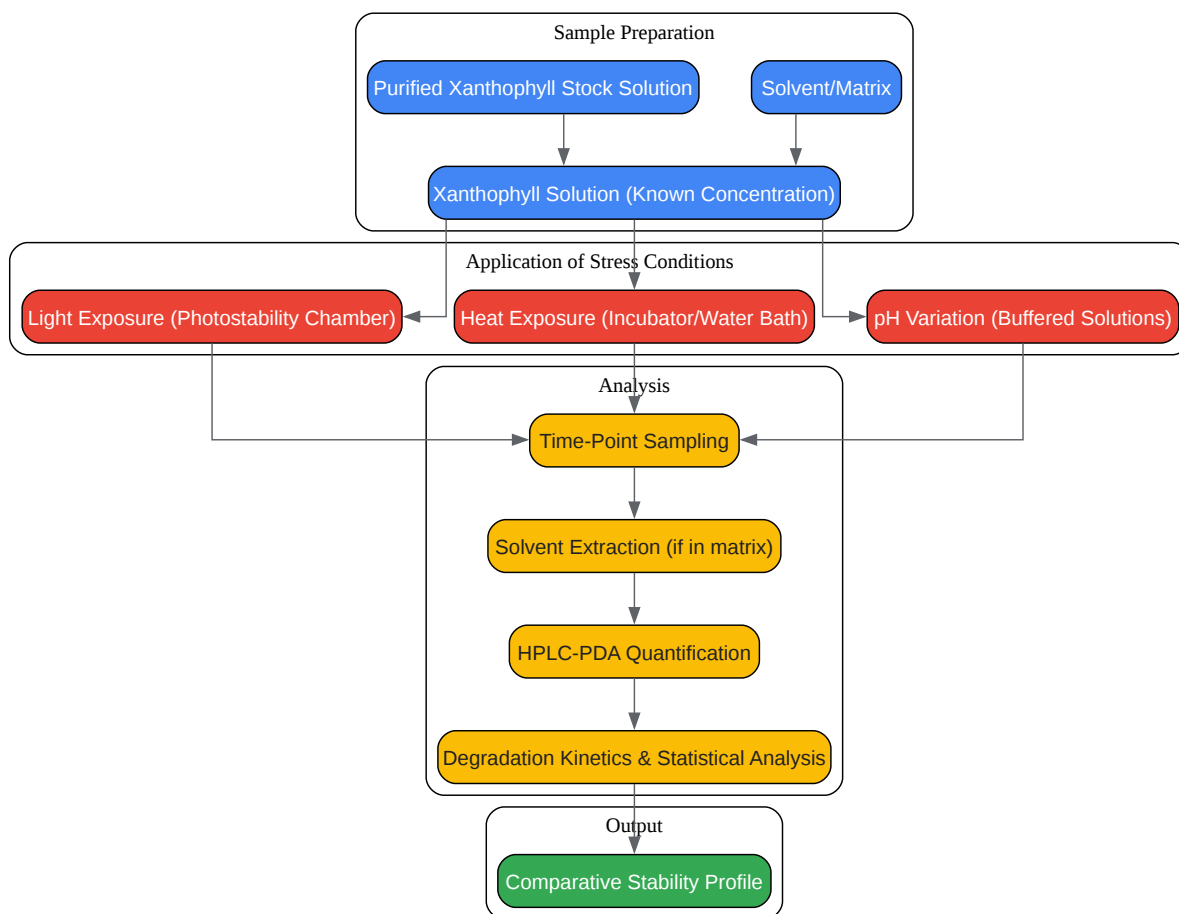 Sample Preparation
Purified Xanthophyll Stock Solution
Solvent/Matrix
Xanthophyll Solution (Known Concentration)
Application of Stress Conditions
Light Exposure (Photostability Chamber)
Heat Exposure (Incubator/Water Bath)
pH Variation (Buffered Solutions)
Analysis
Time-Point Sampling
Solvent Extraction (if in matrix)
HPLC-PDA Quantification
Degradation Kinetics & Statistical Analysis
Output
Comparative Stability Profile